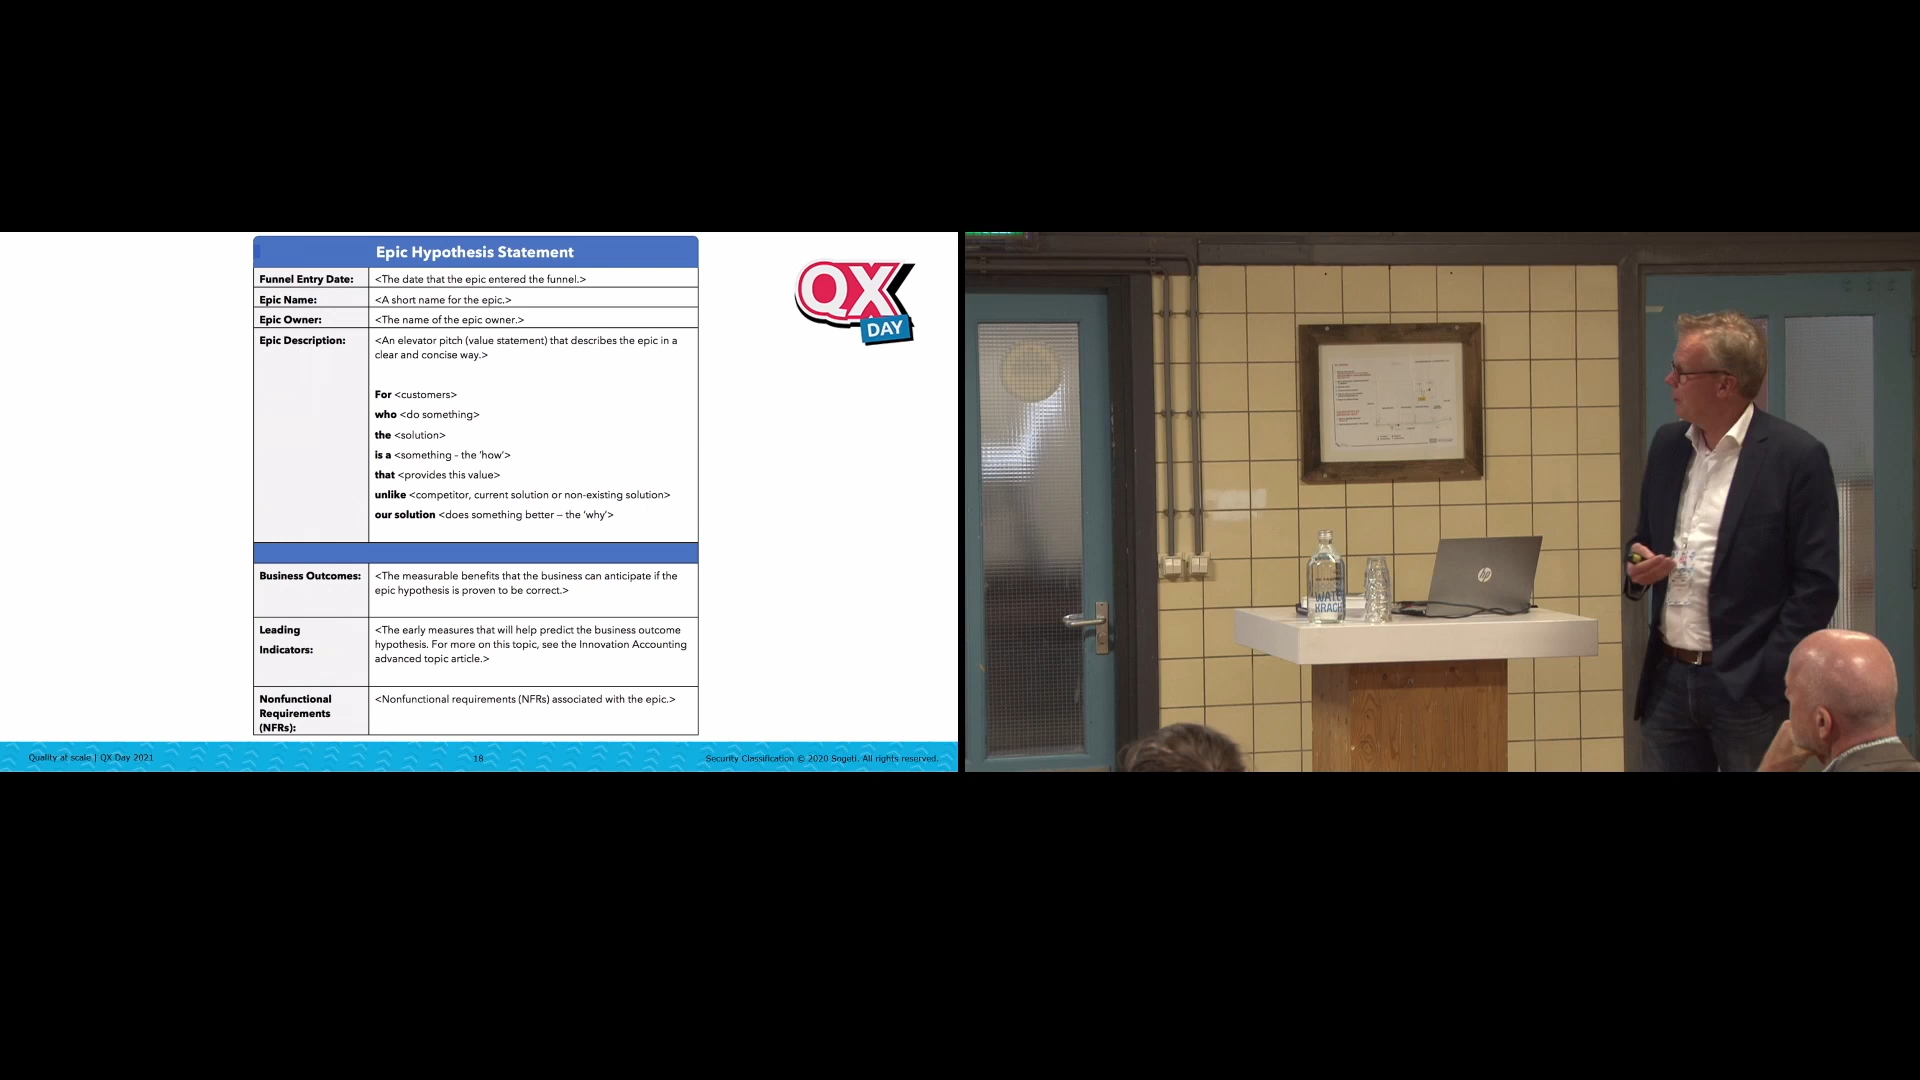 Epic Hypothesis Statement
Funnel Entry Date: <The date that the epic entered the funnel.>
Epic Name: <A short name for the epic.>
Epic Owner: <The name of the epic owner.>
Epic Description: <An elevator pitch (value statement) that describes the epic in a
clear and concise way.>
For <customers>
who <do something>
the <solution>
is a <something – the ‘how’>
that <provides this value>
unlike <competitor, current solution or non-existing solution>
our solution <does something better – the ‘why’>
Business Outcomes: <The measurable benefits that the business can anticipate if the
epic hypothesis is proven to be correct.>
Leading
Indicators:
<The early measures that will help predict the business outcome
hypothesis. For more on this topic, see the Innovation Accounting
advanced topic article.>
Nonfunctional
Requirements
(NFRs):
<Nonfunctional requirements (NFRs) associated with the epic.>
QX
DAY
Quality at scale | QX Day 2021
18
Security Classification © 2020 Sogeti. All rights reserved.
hp